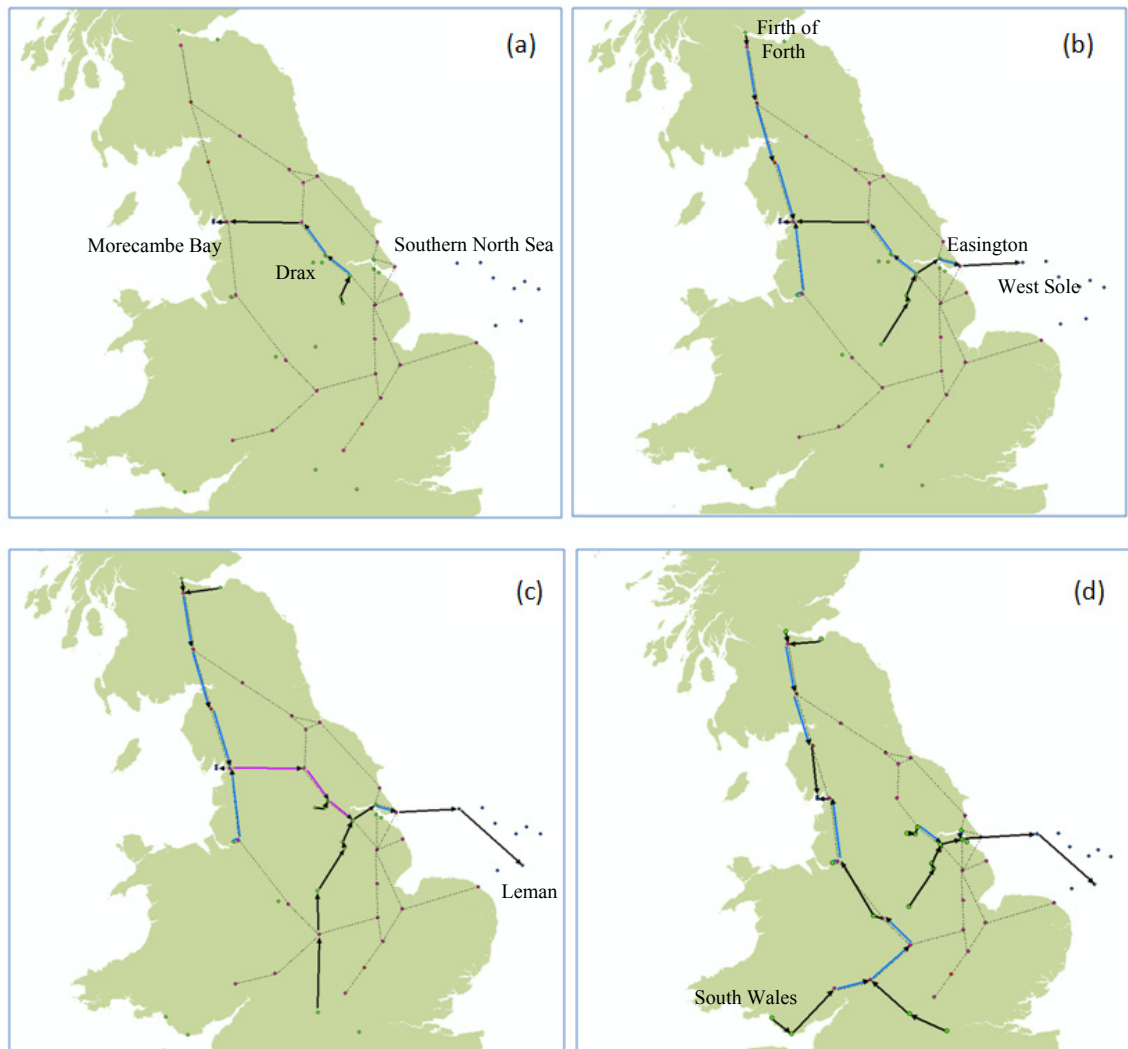 (a)
Morecambe Bay
Drax
Southern North Sea
Firth of
Forth
(b)
Easington
West Sole
(c)
Leman
(d)
South Wales